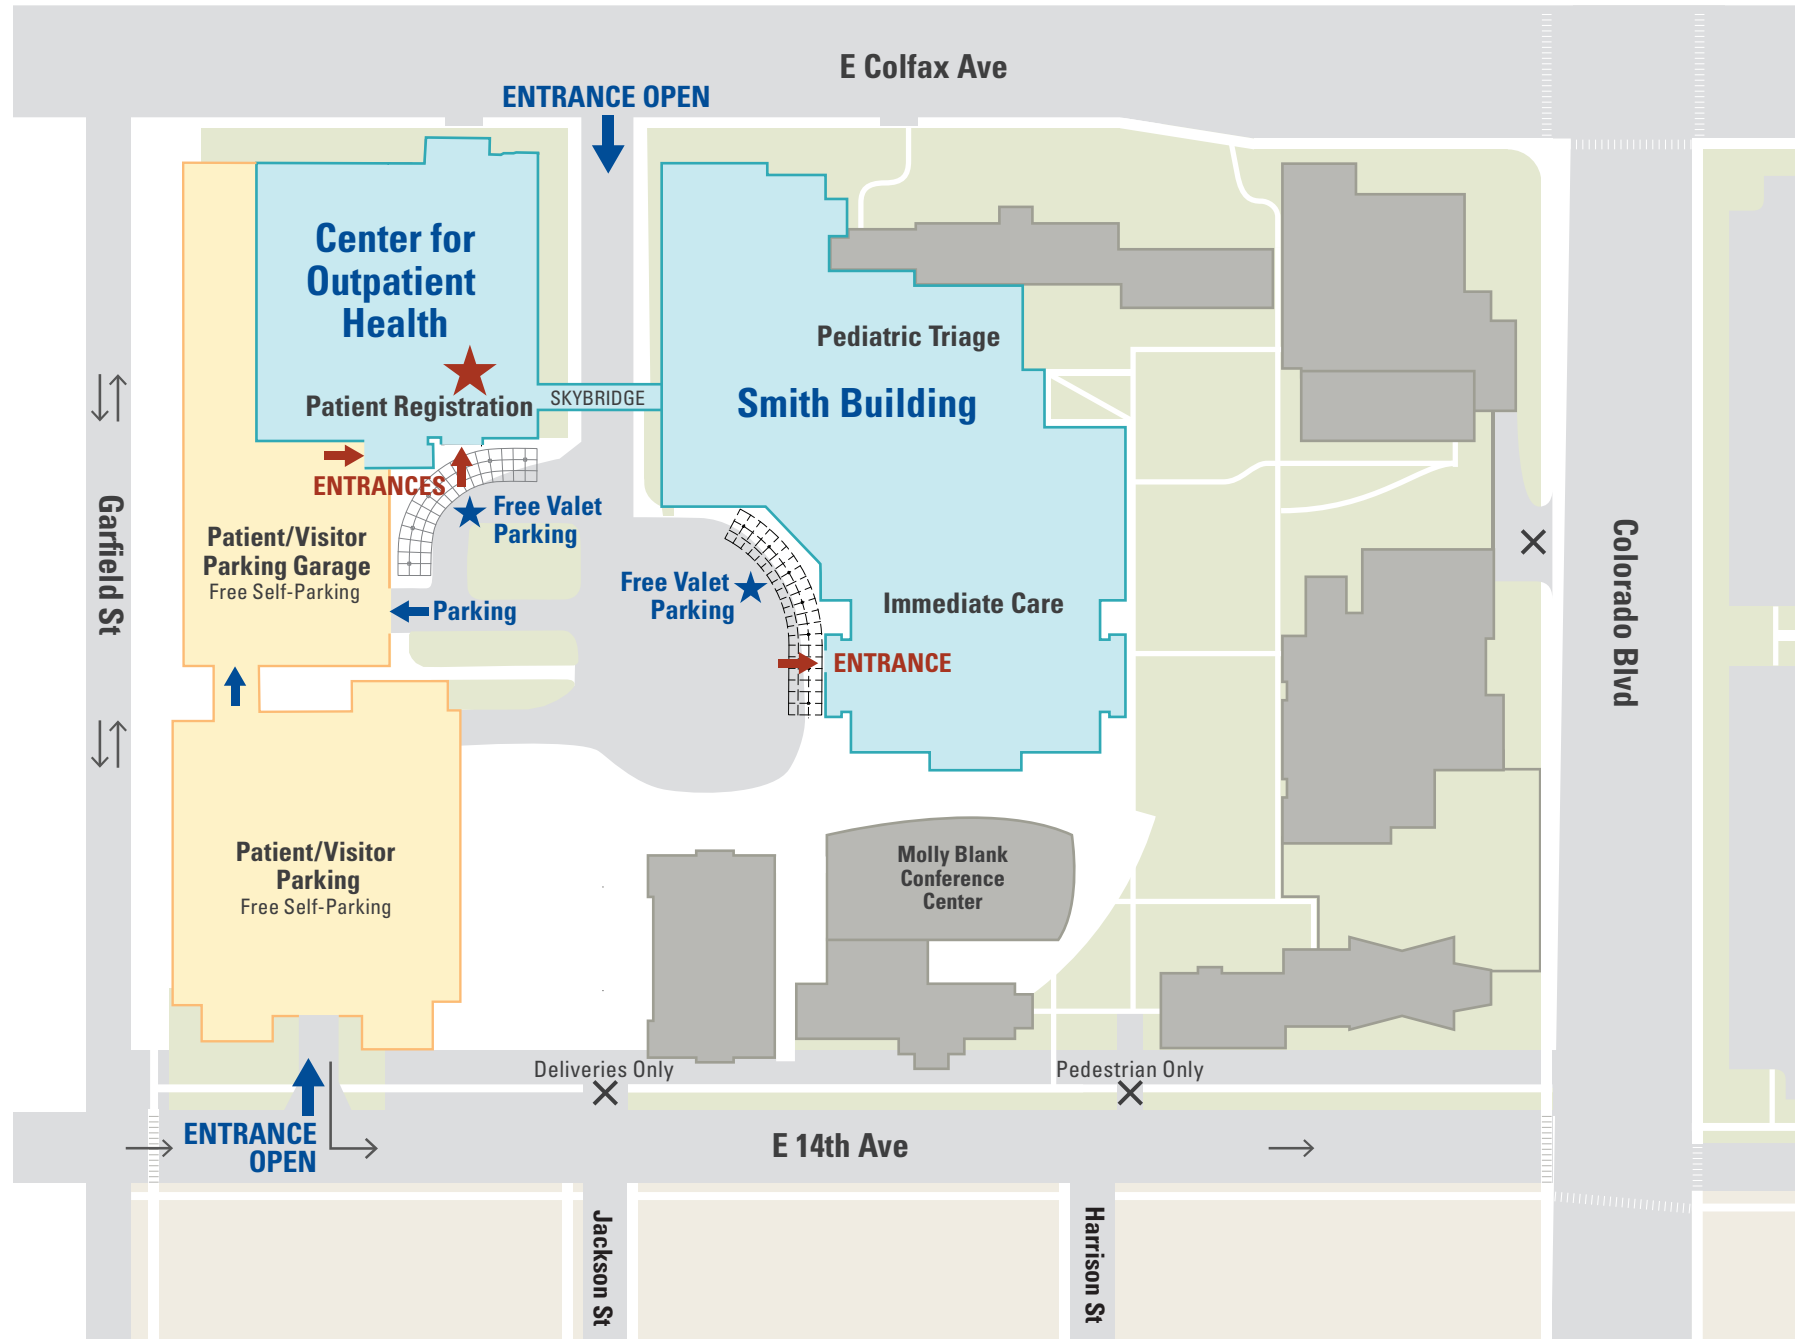 E Colfax Ave
ENTRANCE OPEN
Center for
Outpatient
Health
Patient Registration
SKYBRIDGE
Pediatric Triage
Smith Building
ENTRANCES
Free Valet
Parking
Patient/Visitor
Parking Garage
Free Self-Parking
Parking
Free Valet
Parking
Immediate Care
ENTRANCE
Garfield St
Colorado Blvd
Patient/Visitor
Parking
Free Self-Parking
Molly Blank
Conference
Center
Deliveries Only
Pedestrian Only
ENTRANCE
OPEN
E 14th Ave
Jackson St
Harrison St